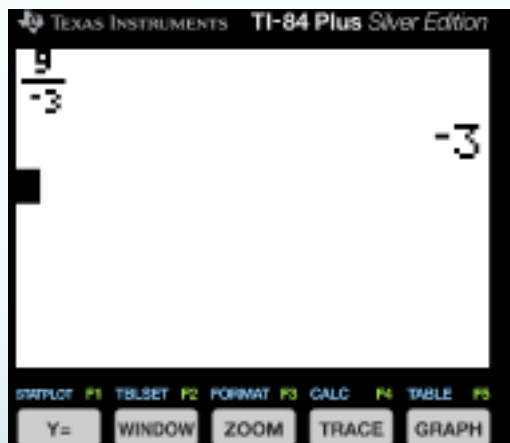 TEXAS INSTRUMENTS TI-84 Plus Silver Edition
9
-3
-3
STATPLOT F1 TBLSET F2 FORMAT F3 CALC F4 TABLE F5
Y= WINDOW ZOOM TRACE GRAPH